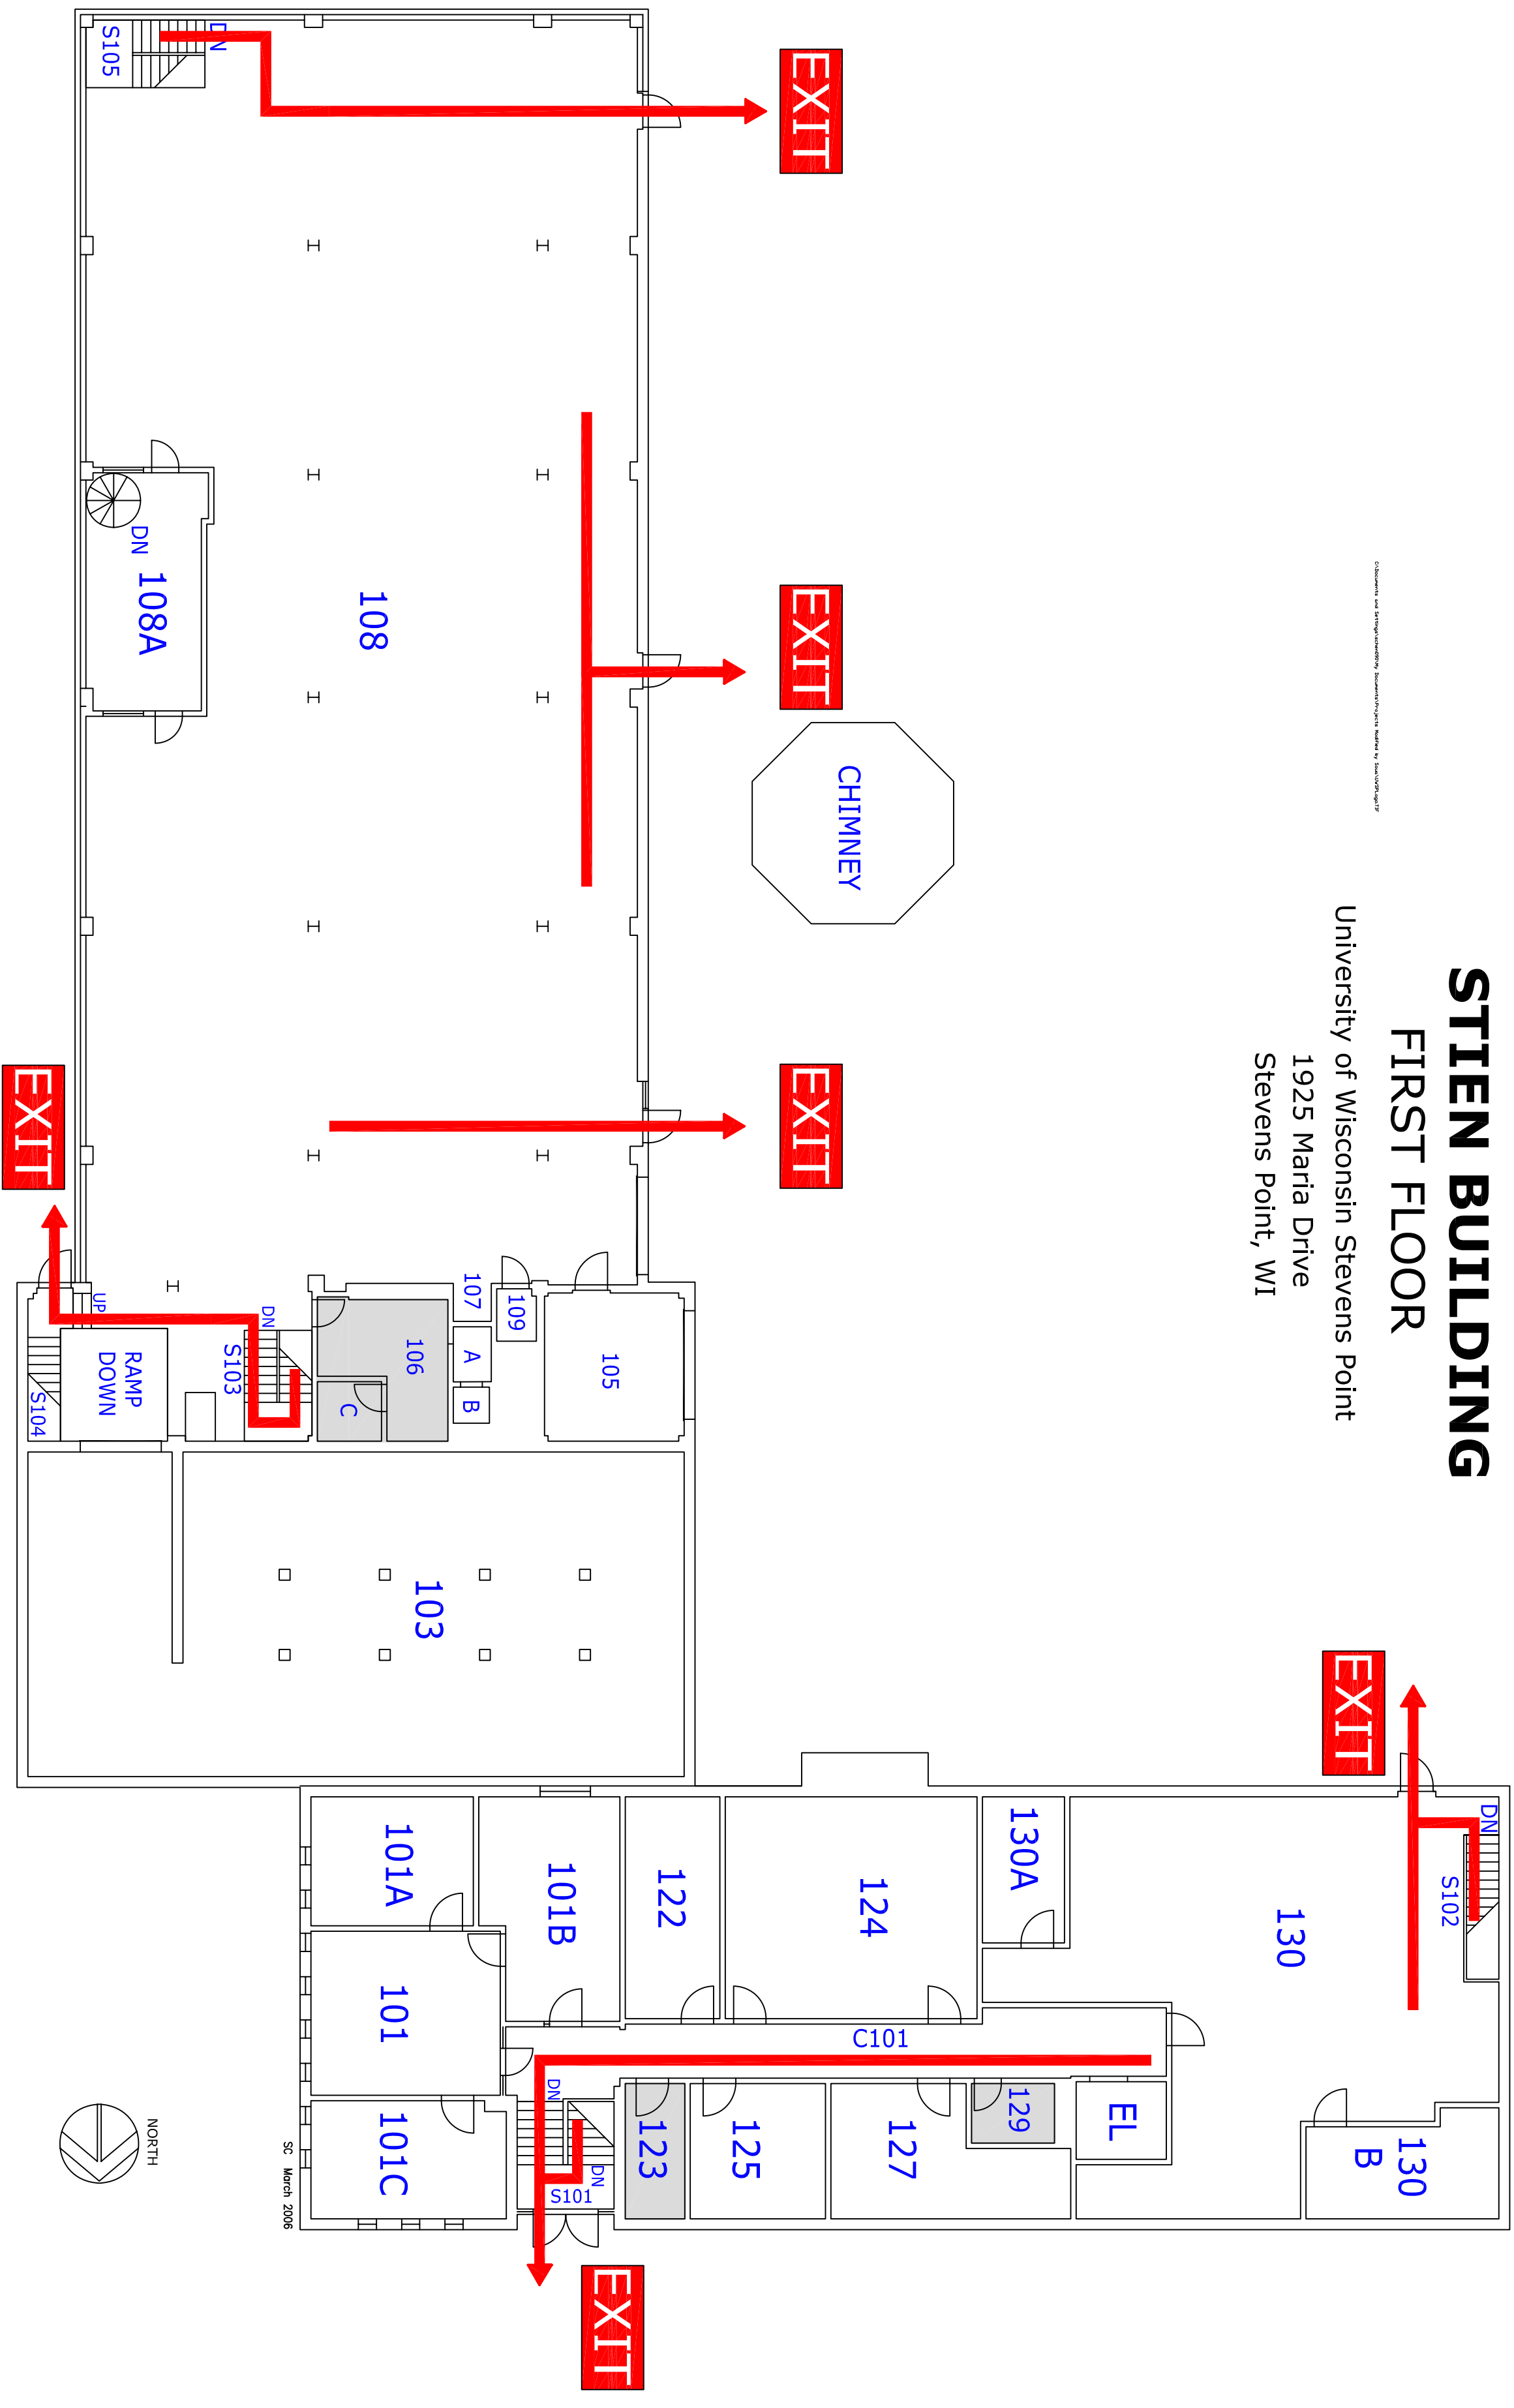 STIEN BUILDING
FIRST FLOOR
University of Wisconsin Stevens Point
1925 Maria Drive
Stevens Point, WI
DN
S102
130
B
EXIT
130
EL
130A
129
127
C101
124
CHIMNEY
EXIT
EXIT
EXIT
125
122
123
EXIT
105
DN
S101
101B
DN
109
107
A
B
103
106
101A
101
101C
108
C
SC March 2006
DN
S103
DN
108A
DN
NORTH
RAMP
DOWN
S105
UP
S104
EXIT